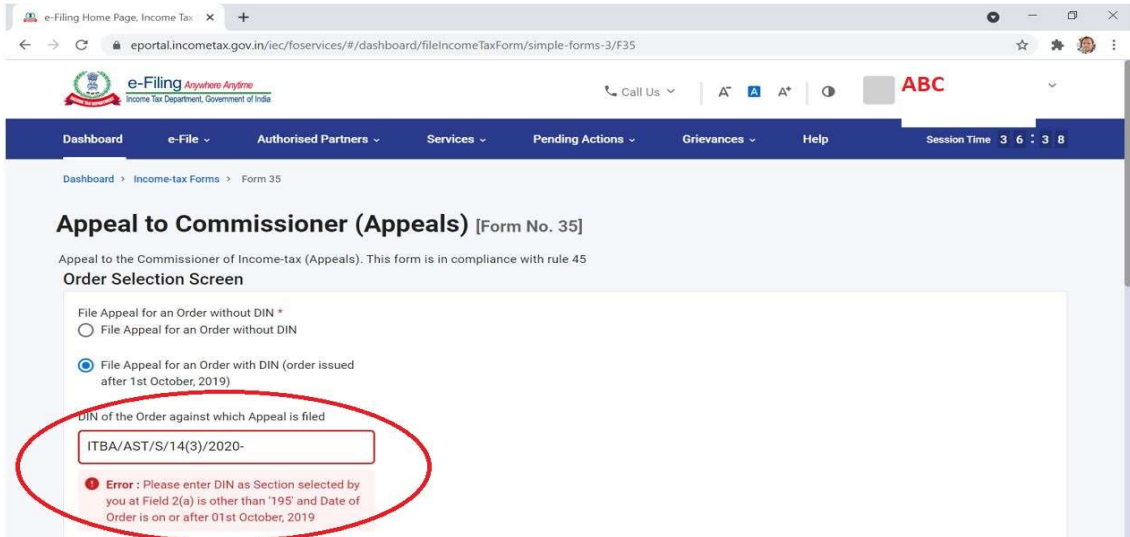 e-Filing Home Page, Income Tax
eportal.incometax.gov.in/iec/foservices/#/dashboard/fileIncomeTaxForm/simple-forms-3/F35
e-Filing Anywhere Anytime
Income Tax Department, Government of India
Call Us
A- A A+
ABC
Dashboard e-File Authorised Partners Services Pending Actions Grievances Help Session Time 3 6 : 3 8
Dashboard > Income-tax Forms > Form 35
Appeal to Commissioner (Appeals) [Form No. 35]
Appeal to the Commissioner of Income-tax (Appeals). This form is in compliance with rule 45
Order Selection Screen
File Appeal for an Order without DIN *
File Appeal for an Order without DIN
File Appeal for an Order with DIN (order issued
after 1st October, 2019)
DIN of the Order against which Appeal is filed
ITBA/AST/S/14(3)/2020-
Error : Please enter DIN as Section selected by
you at Field 2(a) is other than '195' and Date of
Order is on or after 01st October, 2019